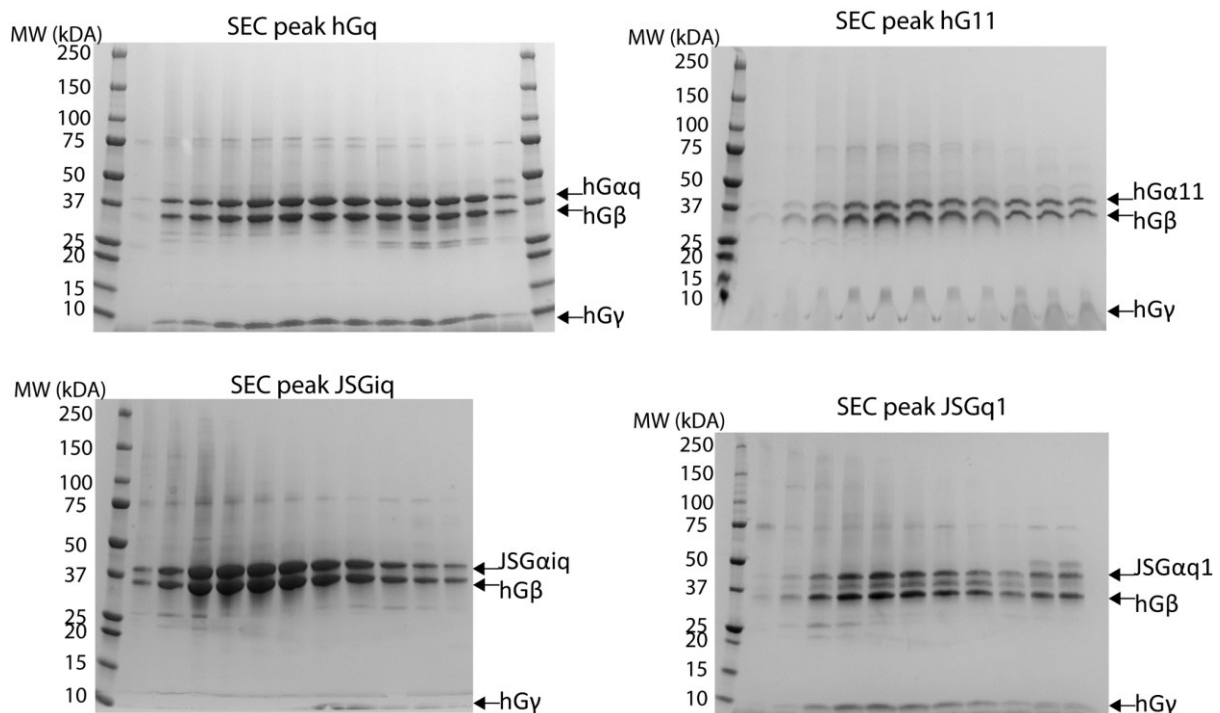 SEC peak hGq
MW (kDA)
250
150
100
75
50
37
25
20
15
10
hGαq
hGβ
hGγ
SEC peak hG11
MW (kDA)
250
150
100
75
50
37
25
20
15
10
hGα11
hGβ
hGγ
SEC peak JSGiq
MW (kDA)
250
150
100
75
50
37
25
20
15
10
JSGαiq
hGβ
hGγ
SEC peak JSGq1
MW (kDA)
250
150
100
75
50
37
25
20
15
10
JSGαq1
hGβ
hGγ